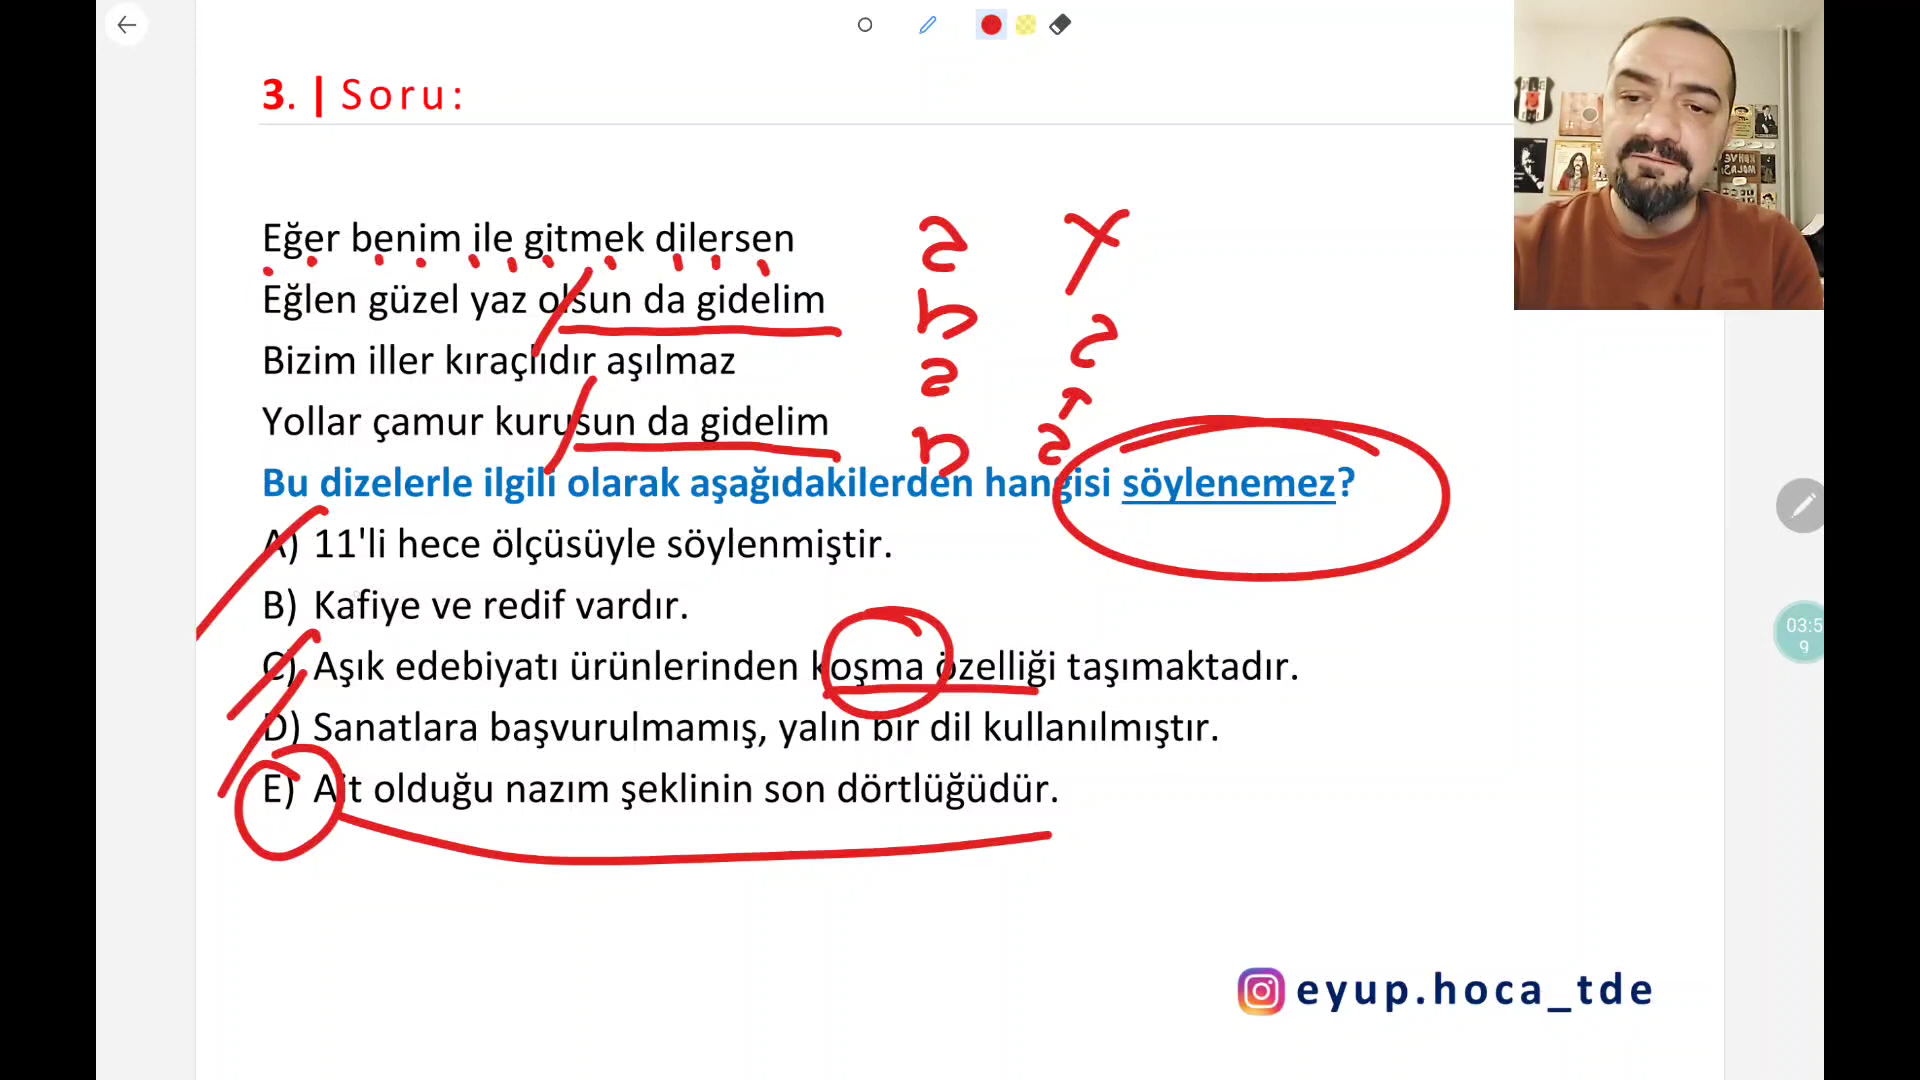 3. | Soru:
Eğer benim ile gitmek dilersen
a
x
Eğlen güzel yaz olsun da gidelim
b
a
Bizim iller kıraçlıdır aşılmaz
a
Yollar çamur kurusun da gidelim
b
a
Bu dizelerle ilgili olarak aşağıdakilerden hangisi söylenemez?
A) 11'li hece ölçüsüyle söylenmiştir.
B) Kafiye ve redif vardır.
C) Aşık edebiyatı ürünlerinden koşma özelliği taşımaktadır.
D) Sanatlara başvurulmamış, yalın bir dil kullanılmıştır.
E) Ait olduğu nazım şeklinin son dörtlüğüdür.
03:5
9
eyup.hoca_tde